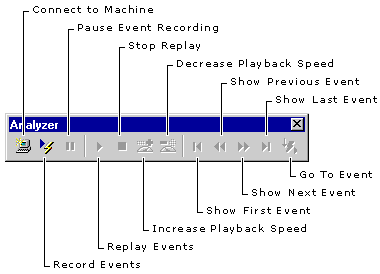 Connect to Machine
Pause Event Recording
Stop Replay
Decrease Playback Speed
Show Previous Event
Show Last Event
Analyzer
Go To Event
Show Next Event
Show First Event
Increase Playback Speed
Replay Events
Record Events